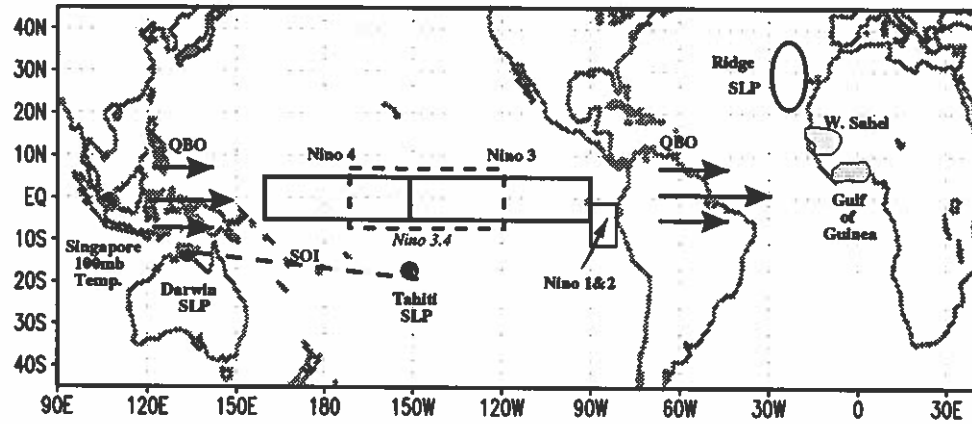 45N
40N
30N
20N
10N
EQ
10S
20S
30S
40S
QBO
Nino 4
Nino 3
QBO
Ridge
SLP
W. Sahel
Nino 3.4
Gulf
of
Guinea
Singapore
100mb
Temp.
SOI
Darwin
SLP
Tahiti
SLP
Nino 1&2
90E 120E 150E 180 150W 120W 90W 60W 30W 0 30E